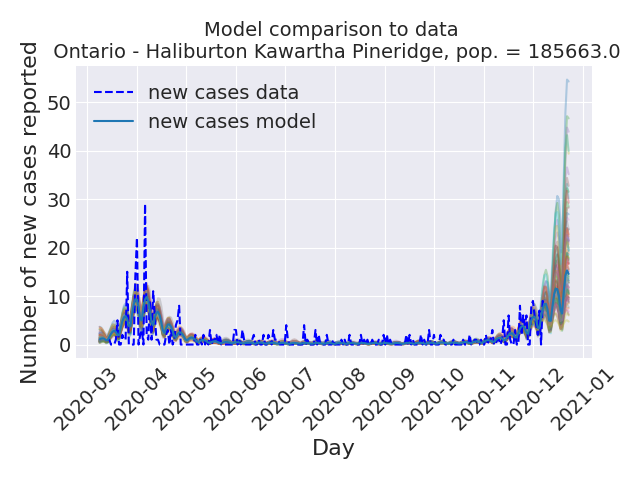 Model comparison to data
Ontario - Haliburton Kawartha Pineridge, pop. = 185663.0
Number of new cases reported
50
40
30
20
10
0
new cases data
new cases model
2020-03
2020-04
2020-05
2020-06
2020-07
2020-08
2020-09
2020-10
2020-11
2020-12
2021-01
Day